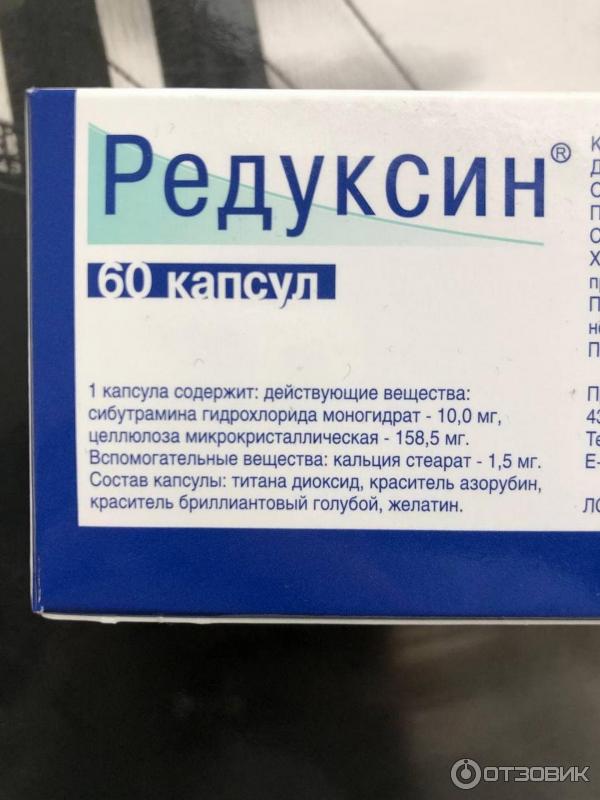 Редуксин®
60 капсул
1 капсула содержит: действующие вещества:
сибутрамина гидрохлорида моногидрат - 10,0 мг,
целлюлоза микрокристаллическая - 158,5 мг.
Вспомогательные вещества: кальция стеарат - 1,5 мг.
Состав капсулы: титана диоксид, краситель азорубин,
краситель бриллиантовый голубой, желатин.
ОТЗОВИК